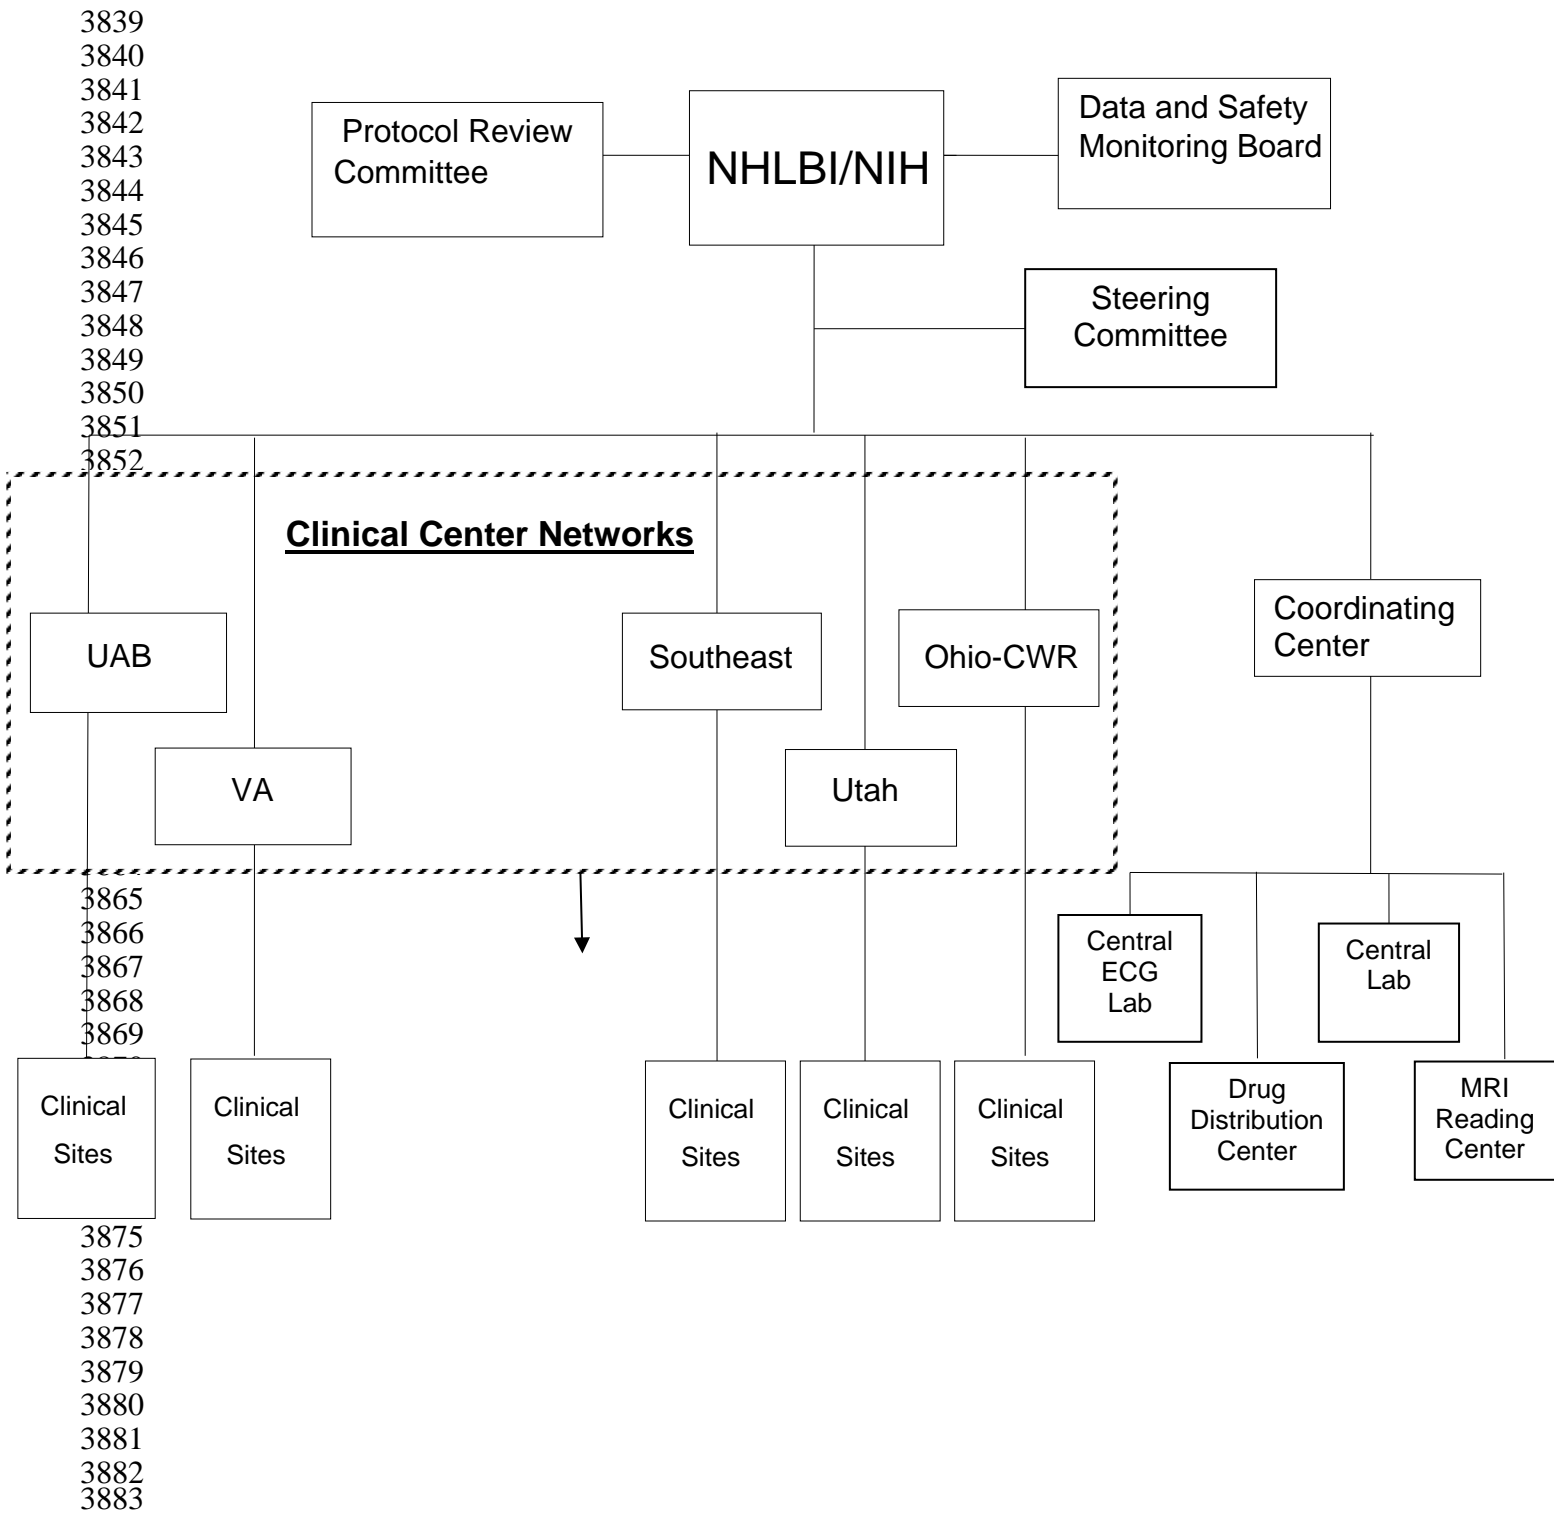 3839
3840
3841
3842
3843
3844
3845
3846
3847
3848
3849
3850
3851
3852
Protocol Review
Committee
NHLBI/NIH
Data and Safety
Monitoring Board
Steering
Committee
Clinical Center Networks
UAB
VA
Southeast
Utah
Ohio-CWR
Coordinating
Center
3865
3866
3867
3868
3869
Central
ECG
Lab
Central
Lab
Drug
Distribution
Center
MRI
Reading
Center
Clinical
Sites
Clinical
Sites
Clinical
Sites
Clinical
Sites
Clinical
Sites
3875
3876
3877
3878
3879
3880
3881
3882
3883